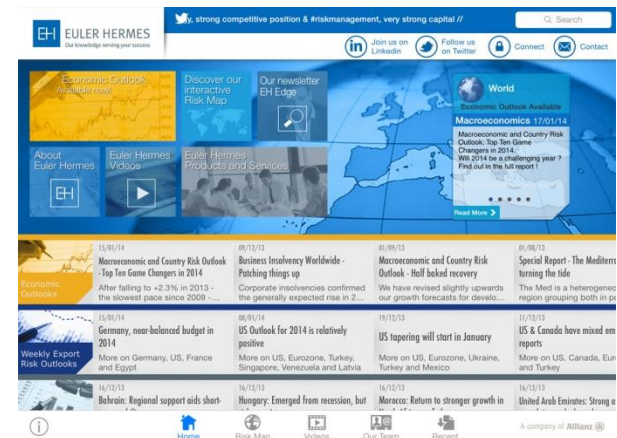 EH EULER HERMES
Our knowledge serving your success
y, strong competitive position & #riskmanagement, very strong capital //
Search
in Join us on
Linkedin
Follow us
on Twitter
Connect
Contact
Economic Outlook
Available now!
Discover our
interactive
Risk Map
Our newsletter
EH Edge
About
Euler Hermes
EH
Euler Hermes
Videos
Euler Hermes
Products and Services
World
Economic Outlook Available
Macroeconomics 17/01/14
Macroeconomic and Country Risk
Outlook: Top Ten Game
Changers in 2014.
Will 2014 be a challenging year ?
Find out in the full report !
Read More
Economic
Outlooks
15/01/14
Macroeconomic and Country Risk Outlook
- Top Ten Game Changers in 2014
After falling to +2.3% in 2013 -
the slowest pace since 2009 -...
09/12/13
Business Insolvency Worldwide -
Patching things up
Corporate insolvencies confirmed
the generally expected rise in 2...
01/09/13
Macroeconomic and Country Risk
Outlook - Half baked recovery
We have revised slightly upwards
our growth forecasts for develo...
01/08/13
Special Report - The Mediterra
turning the tide
The Med is a heterogenec
region grouping both in pa
Weekly Export
Risk Outlooks
15/01/14
Germany, near-balanced budget in
2014
More on Germany, US, France
and Egypt
08/01/14
US Outlook for 2014 is relatively
positive
More on US, Eurozone, Turkey,
Singapore, Venezuela and Latvia
19/12/13
US tapering will start in January
More on US, Eurozone, Ukraine,
Turkey and Mexico
11/12/13
US & Canada have mixed em
reports
More on US, Canada, Eur
and Turkey
16/12/13
Bahrain: Regional support aids short-
16/12/13
Hungary: Emerged from recession, but
16/12/13
Morocco: Return to stronger growth in
16/12/13
United Arab Emirates: Strong a
Home
Risk Map
Videos
Our Team
Recent
A company of Allianz